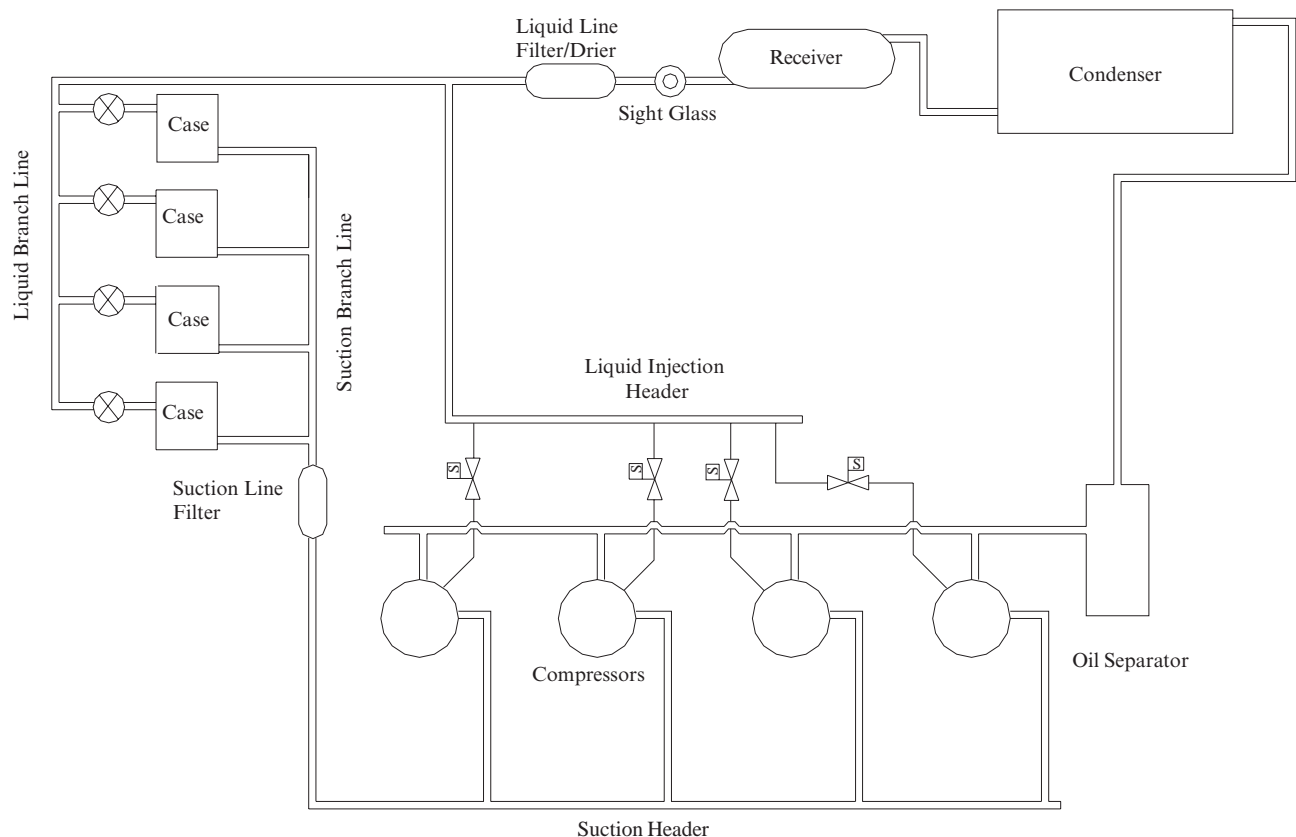 Liquid Line
Filter/Drier
Receiver
Condenser
Sight Glass
Case
Case
Case
Case
Liquid Branch Line
Suction Branch Line
Liquid Injection
Header
S
S
S
S
Suction Line
Filter
Compressors
Oil Separator
Suction Header